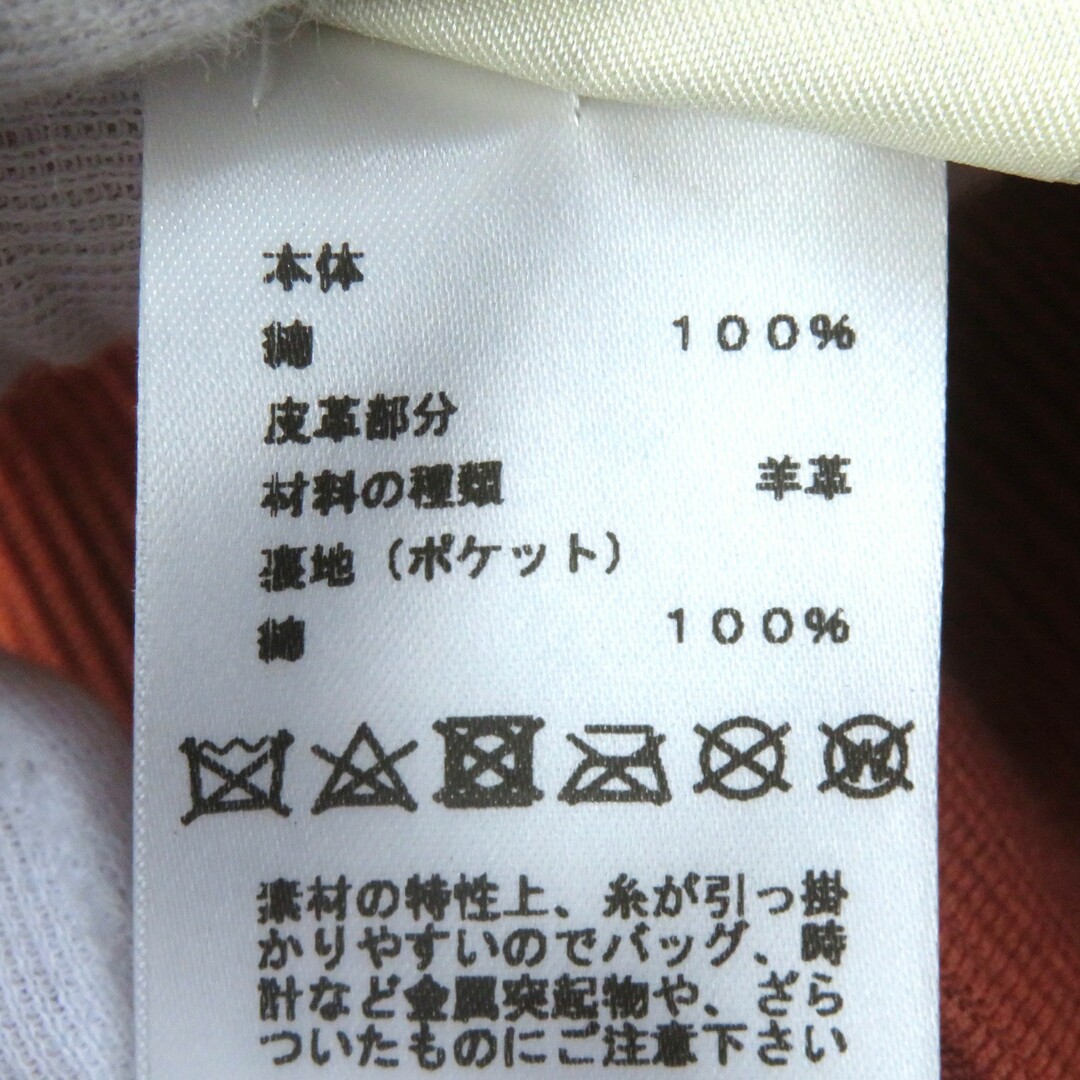 本体
綿 １００％
皮革部分
材料の種類 羊革
裏地（ポケット）
綿 １００％
W
素材の特性上、糸が引っ掛
かりやすいのでバッグ、時
計など金属突起物や、ざら
ついたものにご注意下さい